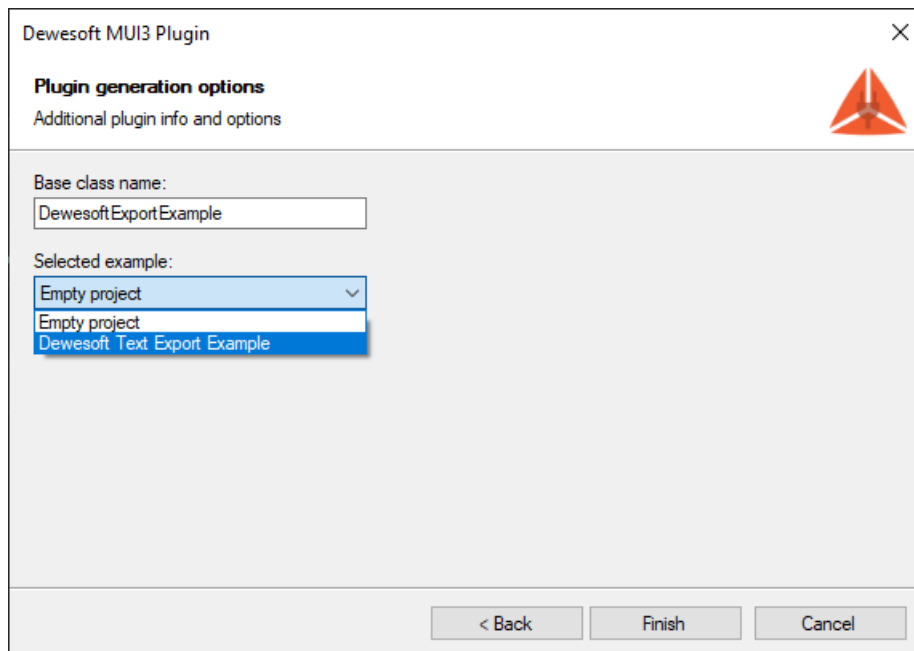 Dewesoft MUI3 Plugin
Plugin generation options
Additional plugin info and options
Base class name:
DewesoftExportExample
Selected example:
Empty project
Empty project
Dewesoft Text Export Example
< Back
Finish
Cancel